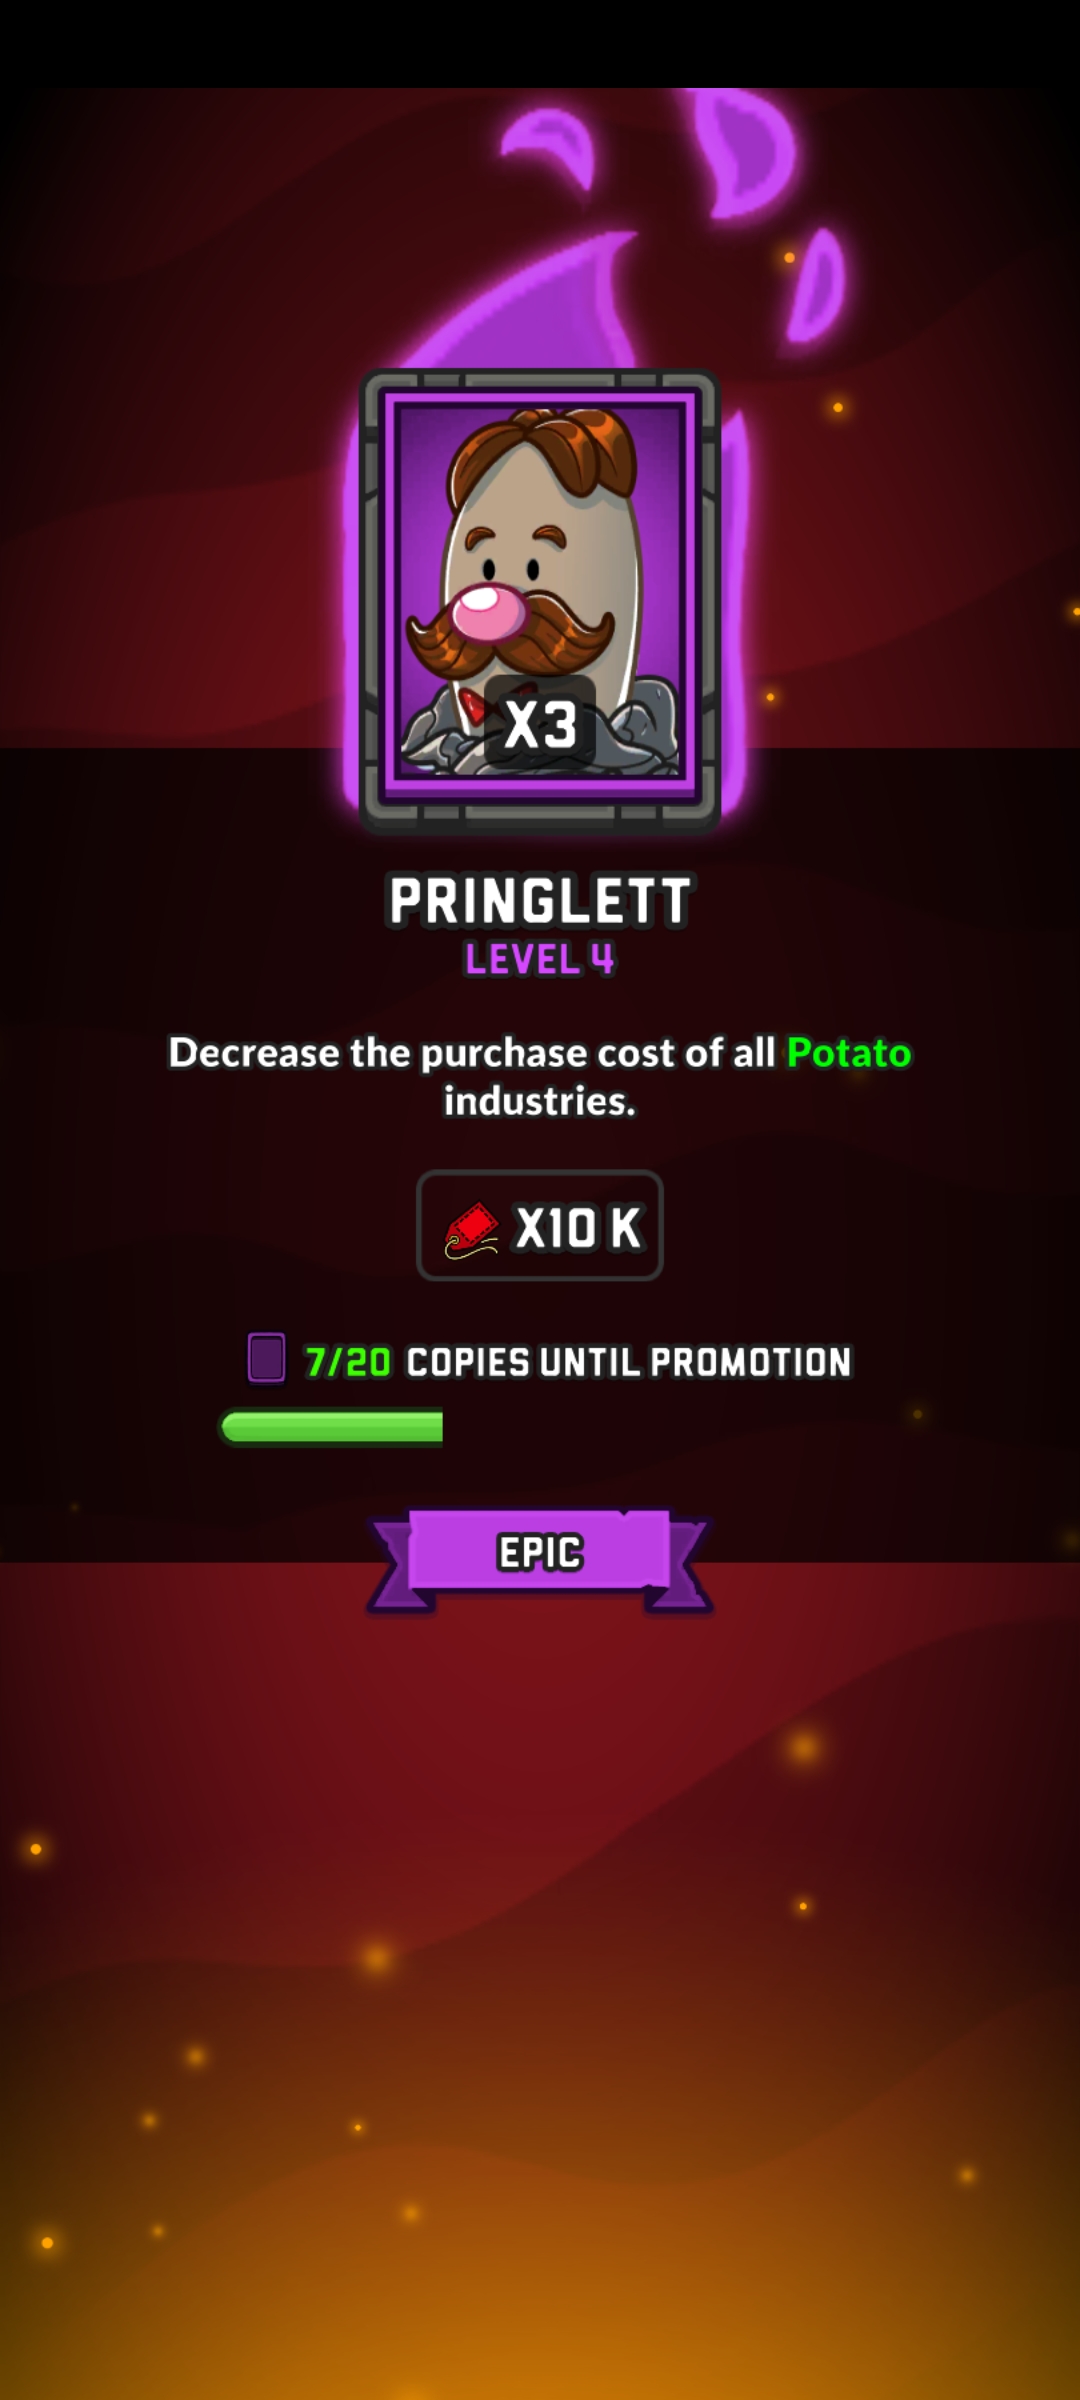 X3
PRINGLETT
LEVEL 4
Decrease the purchase cost of all Potato
industries.
X10 K
7/20 COPIES UNTIL PROMOTION
EPIC